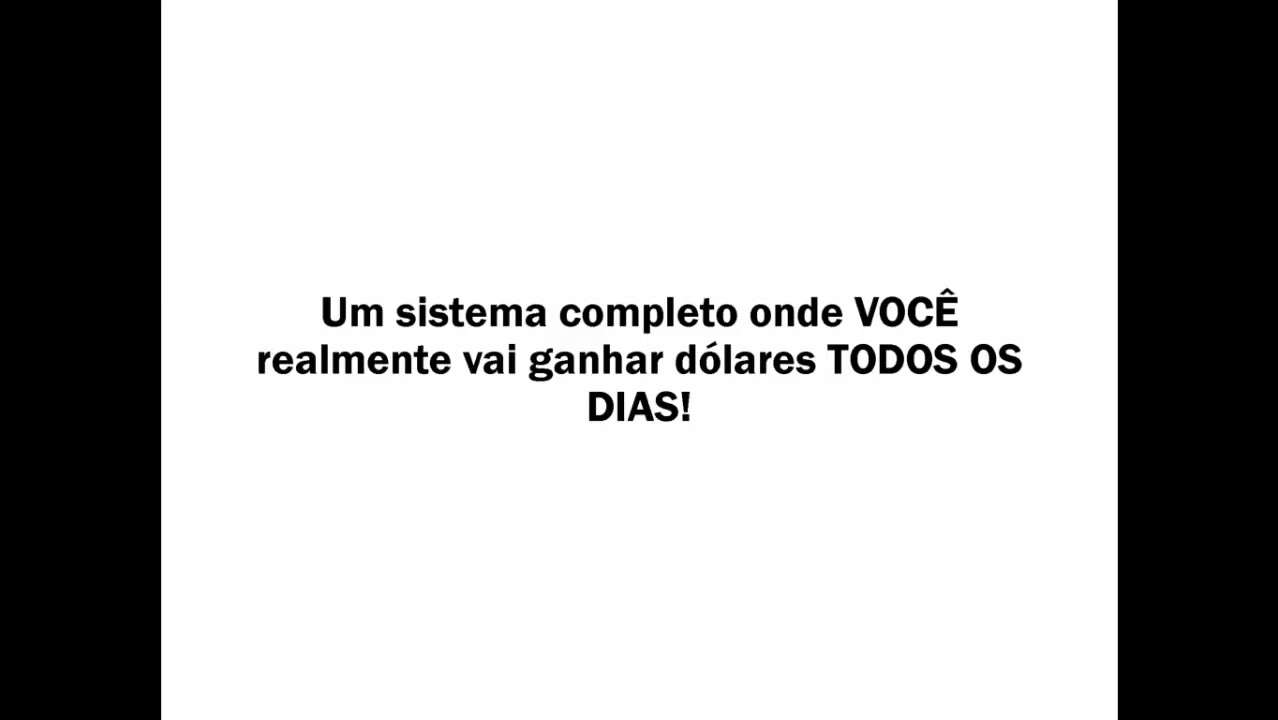 Um sistema completo onde VOCÊ
realmente vai ganhar dólares TODOS OS
DIAS!